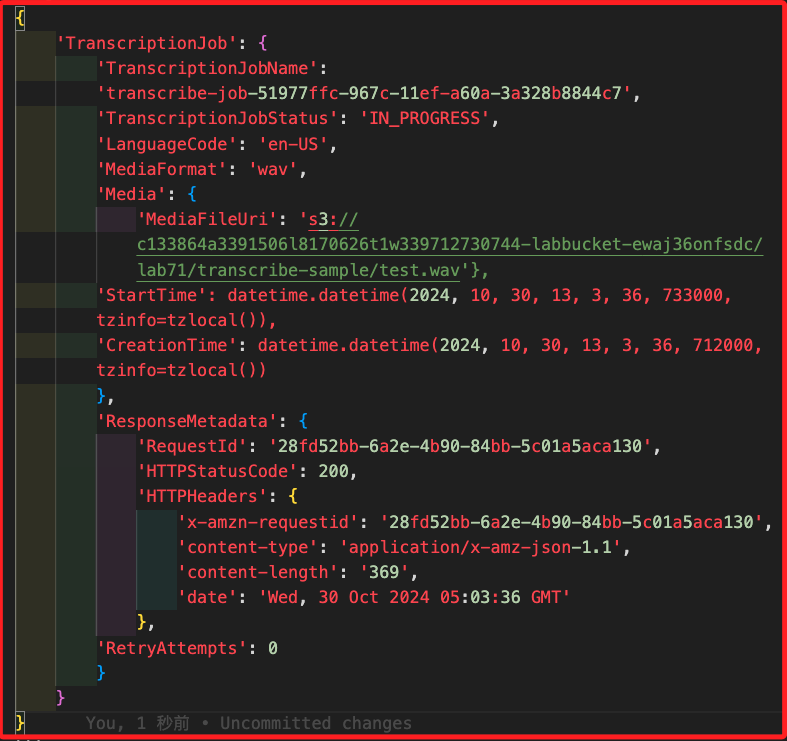 {
'TranscriptionJob': {
'TranscriptionJobName':
'transcribe-job-51977ffc-967c-11ef-a60a-3a328b8844c7',
'TranscriptionJobStatus': 'IN_PROGRESS',
'LanguageCode': 'en-US',
'MediaFormat': 'wav',
'Media': {
'MediaFileUri': 's3://
c133864a3391506l8170626t1w339712730744-labbucket-ewaj36onfsdc/
lab71/transcribe-sample/test.wav'},
'StartTime': datetime.datetime(2024, 10, 30, 13, 3, 36, 733000,
tzinfo=tzlocal()),
'CreationTime': datetime.datetime(2024, 10, 30, 13, 3, 36, 712000,
tzinfo=tzlocal())
},
'ResponseMetadata': {
'RequestId': '28fd52bb-6a2e-4b90-84bb-5c01a5aca130',
'HTTPStatusCode': 200,
'HTTPHeaders': {
'x-amzn-requestid': '28fd52bb-6a2e-4b90-84bb-5c01a5aca130',
'content-type': 'application/x-amz-json-1.1',
'content-length': '369',
'date': 'Wed, 30 Oct 2024 05:03:36 GMT'
},
'RetryAttempts': 0
}
}
} You, 1 秒前 • Uncommitted changes